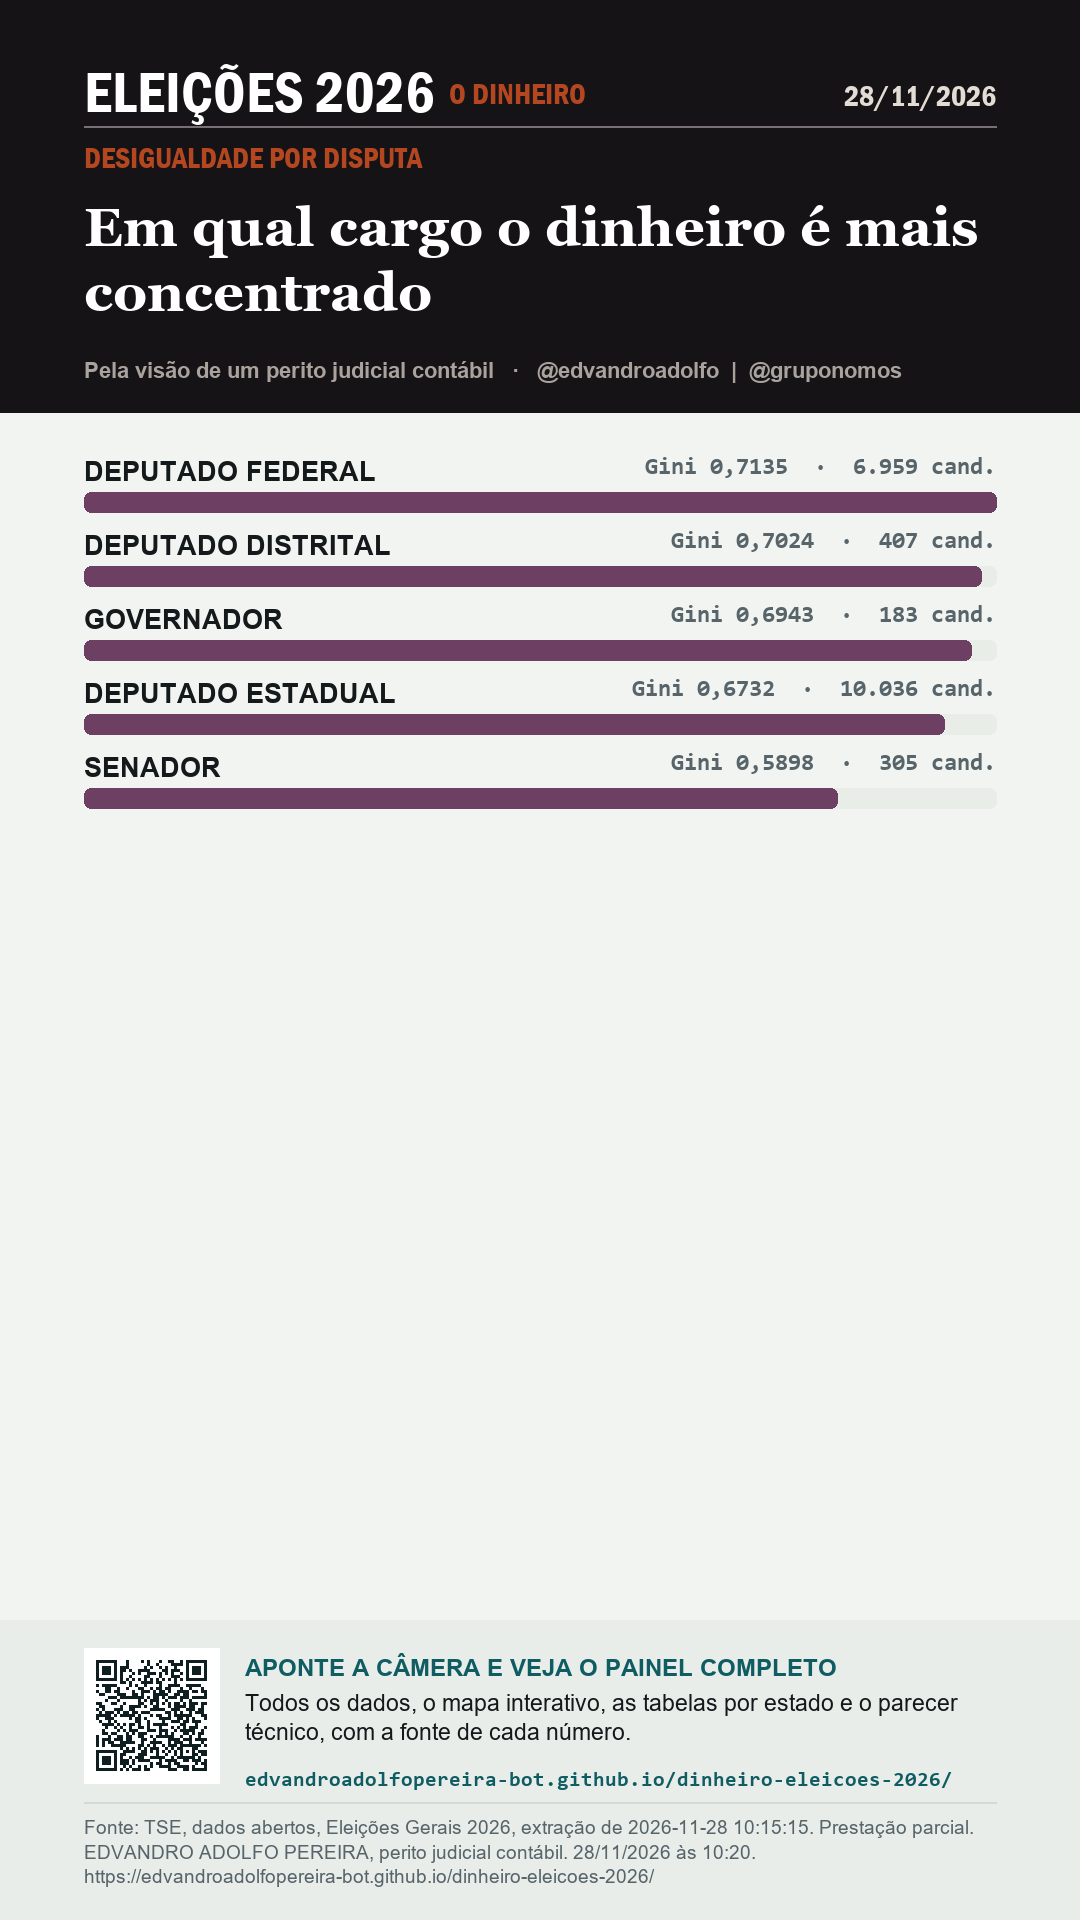 ELEIÇÕES 2026 O DINHEIRO 28/11/2026
DESIGUALDADE POR DISPUTA
Em qual cargo o dinheiro é mais
concentrado
Pela visão de um perito judicial contábil · @edvandroadolfo | @gruponomos
DEPUTADO FEDERAL Gini 0,7135 · 6.959 cand.
DEPUTADO DISTRITAL Gini 0,7024 · 407 cand.
GOVERNADOR Gini 0,6943 · 183 cand.
DEPUTADO ESTADUAL Gini 0,6732 · 10.036 cand.
SENADOR Gini 0,5898 · 305 cand.
APONTE A CÂMERA E VEJA O PAINEL COMPLETO
Todos os dados, o mapa interativo, as tabelas por estado e o parecer
técnico, com a fonte de cada número.
edvandroadolfopereira-bot.github.io/dinheiro-eleicoes-2026/
Fonte: TSE, dados abertos, Eleições Gerais 2026, extração de 2026-11-28 10:15:15. Prestação parcial.
EDVANDRO ADOLFO PEREIRA, perito judicial contábil. 28/11/2026 às 10:20.
https://edvandroadolfopereira-bot.github.io/dinheiro-eleicoes-2026/